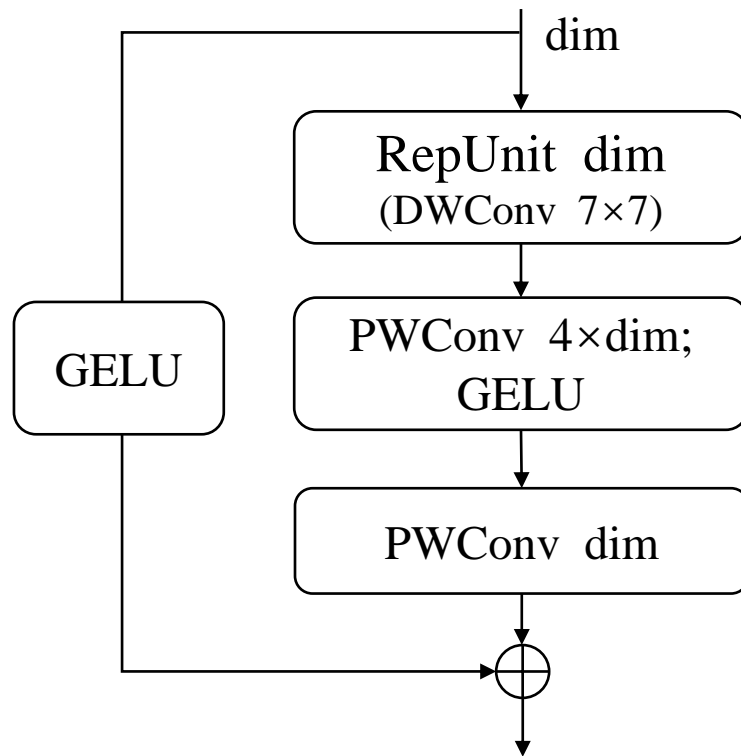 dim
RepUnit dim
(DWConv 7×7)
PWConv 4×dim;
GELU
GELU
PWConv dim